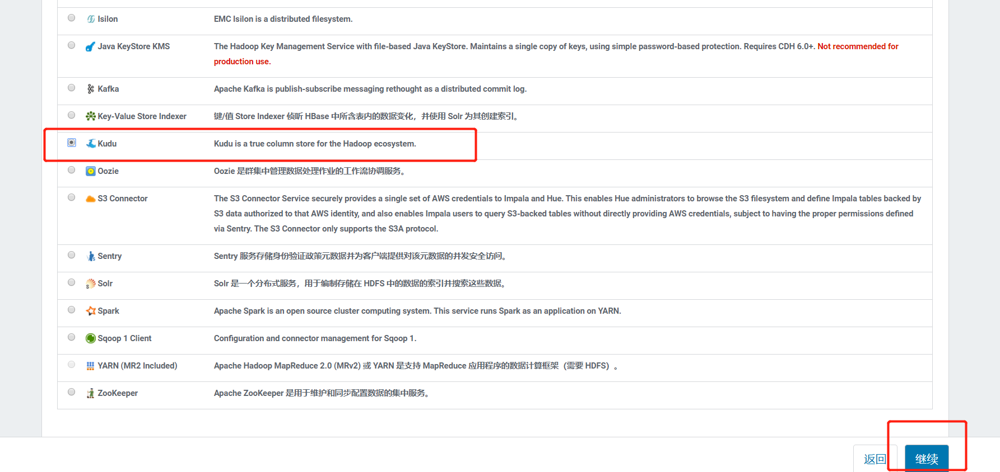 Isilon EMC Isilon is a distributed filesystem.
Java KeyStore KMS The Hadoop Key Management Service with file-based Java KeyStore. Maintains a single copy of keys, using simple password-based protection. Requires CDH 6.0+. Not recommended for
production use.
Kafka Apache Kafka is publish-subscribe messaging rethought as a distributed commit log.
Key-Value Store Indexer 键/值 Store Indexer 侦听 HBase 中所含表内的数据变化，并使用 Solr 为其创建索引。
Kudu Kudu is a true column store for the Hadoop ecosystem.
Oozie Oozie 是群集中管理数据处理作业的工作流协调服务。
S3 Connector The S3 Connector Service securely provides a single set of AWS credentials to Impala and Hue. This enables Hue administrators to browse the S3 filesystem and define Impala tables backed by
S3 data authorized to that AWS identity, and also enables Impala users to query S3-backed tables without directly providing AWS credentials, subject to having the proper permissions defined
via Sentry. The S3 Connector only supports the S3A protocol.
Sentry Sentry 服务存储身份验证政策元数据并为客户端提供对该元数据的并发安全访问。
Solr Solr 是一个分布式服务，用于编制存储在 HDFS 中的数据的索引并搜索这些数据。
Spark Apache Spark is an open source cluster computing system. This service runs Spark as an application on YARN.
Sqoop 1 Client Configuration and connector management for Sqoop 1.
YARN (MR2 Included) Apache Hadoop MapReduce 2.0 (MRv2) 或 YARN 是支持 MapReduce 应用程序的数据计算框架（需要 HDFS）。
ZooKeeper Apache ZooKeeper 是用于维护和同步配置数据的集中服务。
返回 继续